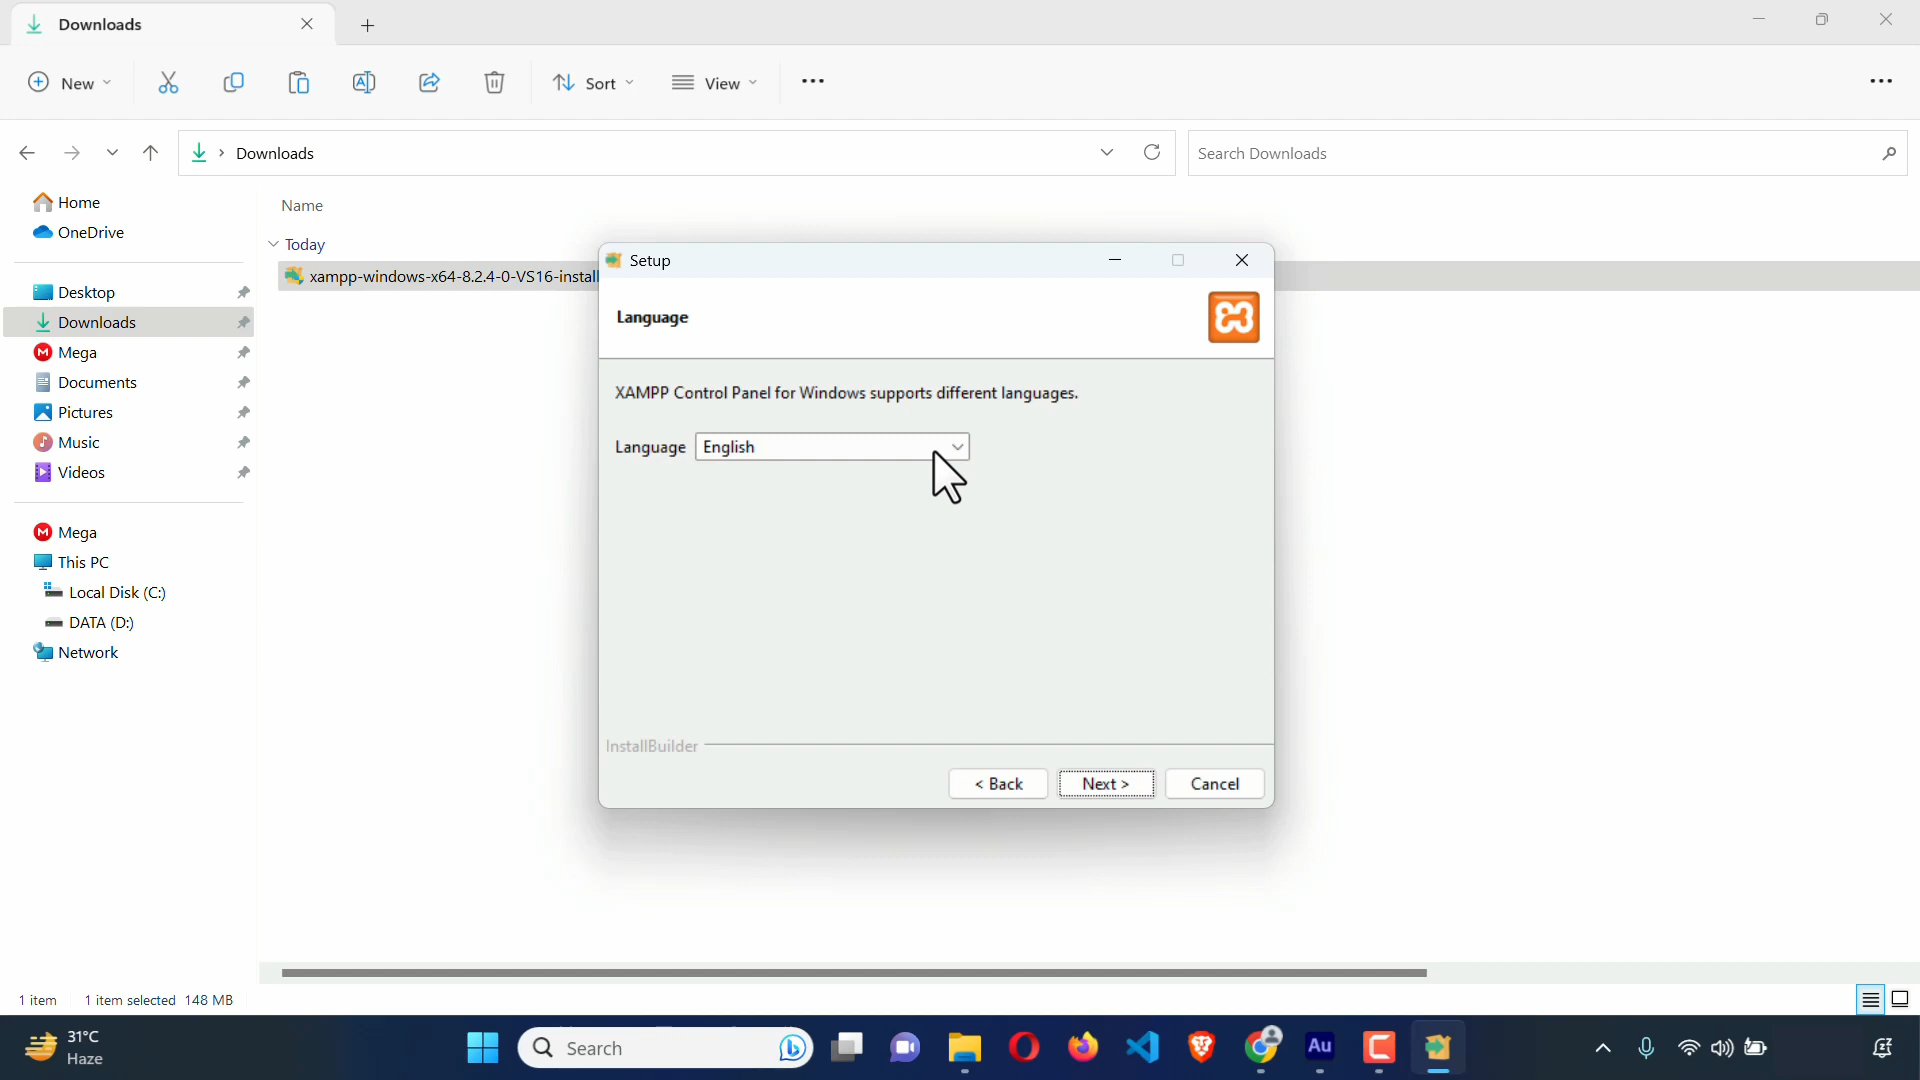 Downloads
New
Sort
View
Downloads
Search Downloads
Home
OneDrive
Desktop
Downloads
Mega
Documents
Pictures
Music
Videos
Mega
This PC
Local Disk (C:)
DATA (D:)
Network
Name
Today
xampp-windows-x64-8.2.4-0-VS16-install
Setup
Language
XAMPP Control Panel for Windows supports different languages.
Language English
InstallBuilder
< Back Next > Cancel
1 item 1 item selected 148 MB
31°C
Haze
Search
Au